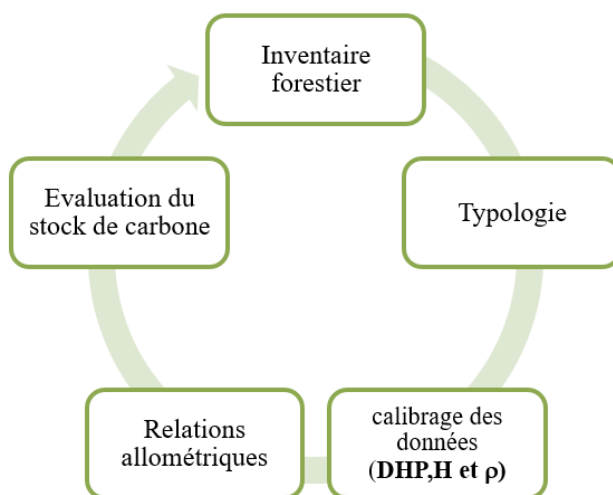 Inventaire
forestier
Typologie
calibrage des
données
(DHP,H et ρ)
Relations
allométriques
Evaluation du
stock de carbone